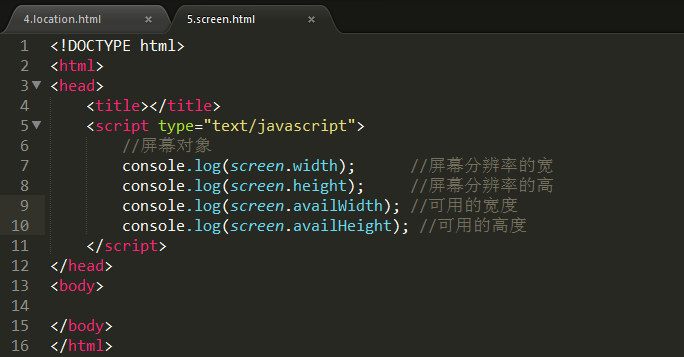 4.location.html × 5.screen.html ×
1 <!DOCTYPE html>
2 <html>
3 <head>
4 <title></title>
5 <script type="text/javascript">
6 //屏幕对象
7 console.log(screen.width); //屏幕分辨率的宽
8 console.log(screen.height); //屏幕分辨率的高
9 console.log(screen.availWidth); //可用的宽度
10 console.log(screen.availHeight); //可用的高度
11 </script>
12 </head>
13 <body>
14
15 </body>
16 </html>